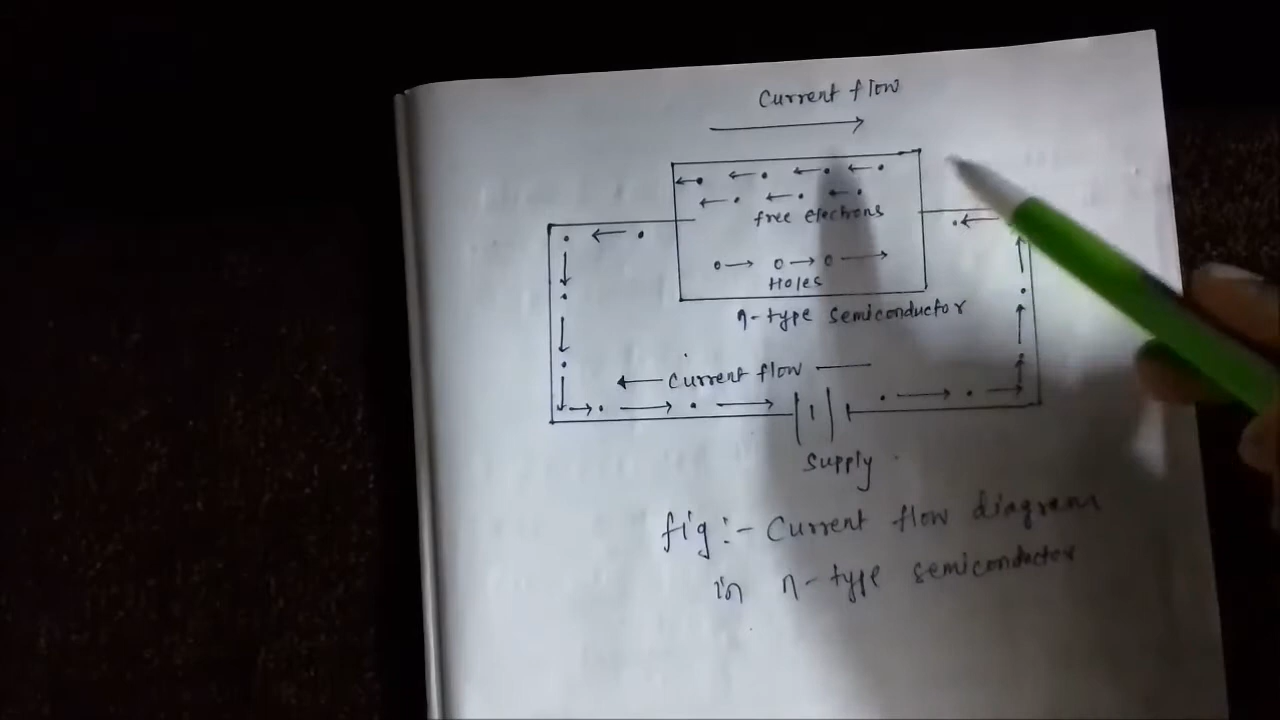 Current flow
free electrons
Holes
n-type semiconductor
Current flow
Supply
fig:- Current flow diagram
in n-type semiconductor